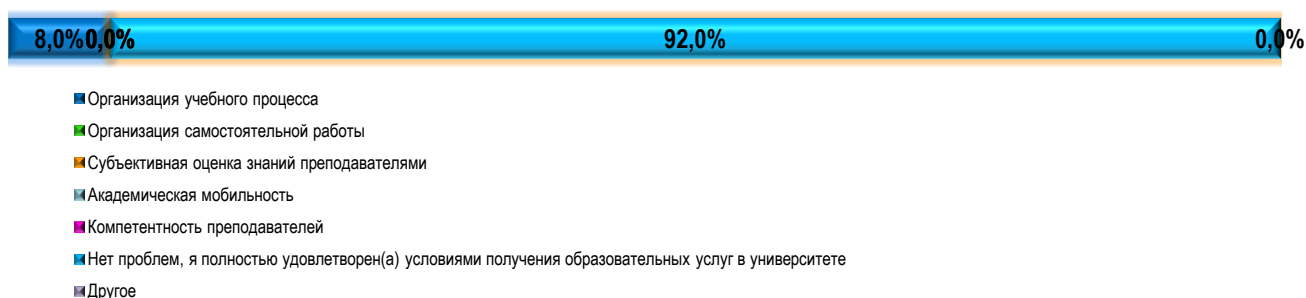 8,0%0,0% 92,0% 0,0%
Организация учебного процесса
Организация самостоятельной работы
Субъективная оценка знаний преподавателями
Академическая мобильность
Компетентность преподавателей
Нет проблем, я полностью удовлетворен(а) условиями получения образовательных услуг в университете
Другое